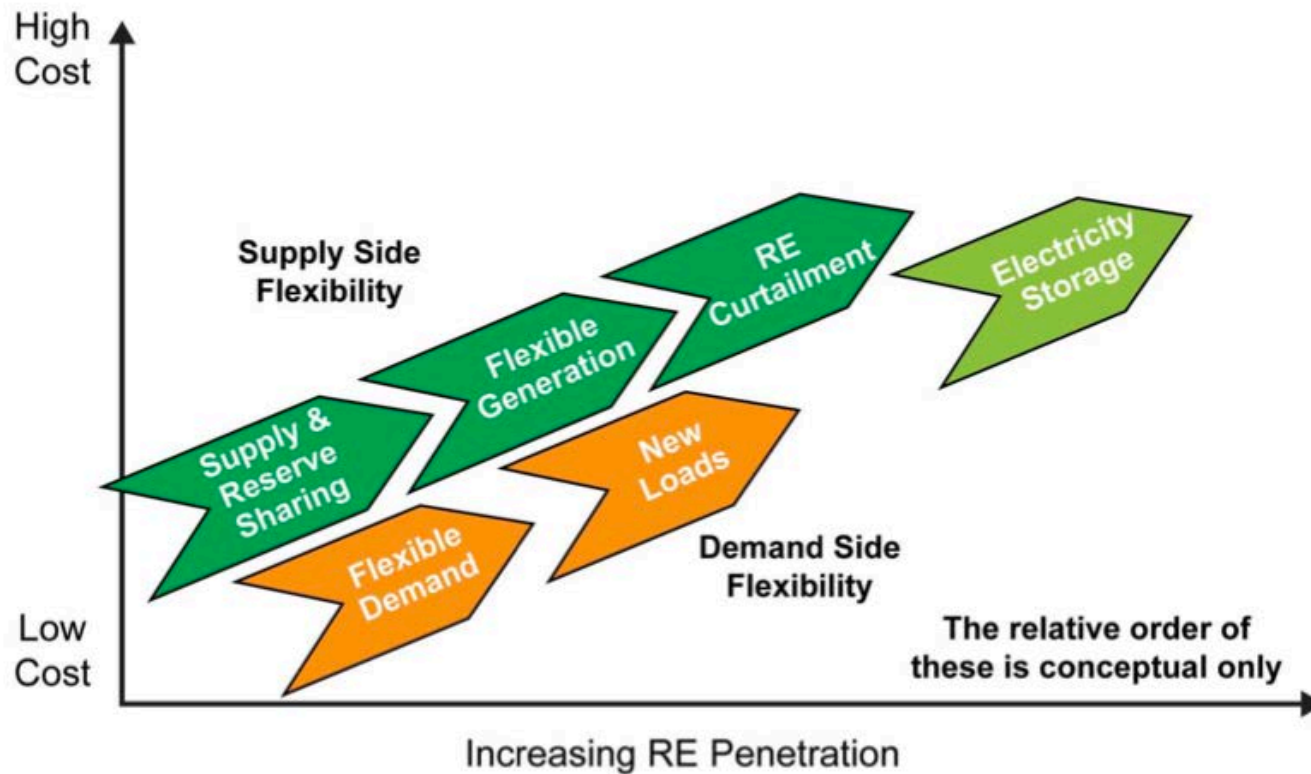 High
Cost
Supply Side
Flexibility
RE
Curtailment
Electricity
Storage
Flexible
Generation
Supply &
Reserve
Sharing
New
Loads
Flexible
Demand
Demand Side
Flexibility
Low
Cost
The relative order of
these is conceptual only
Increasing RE Penetration